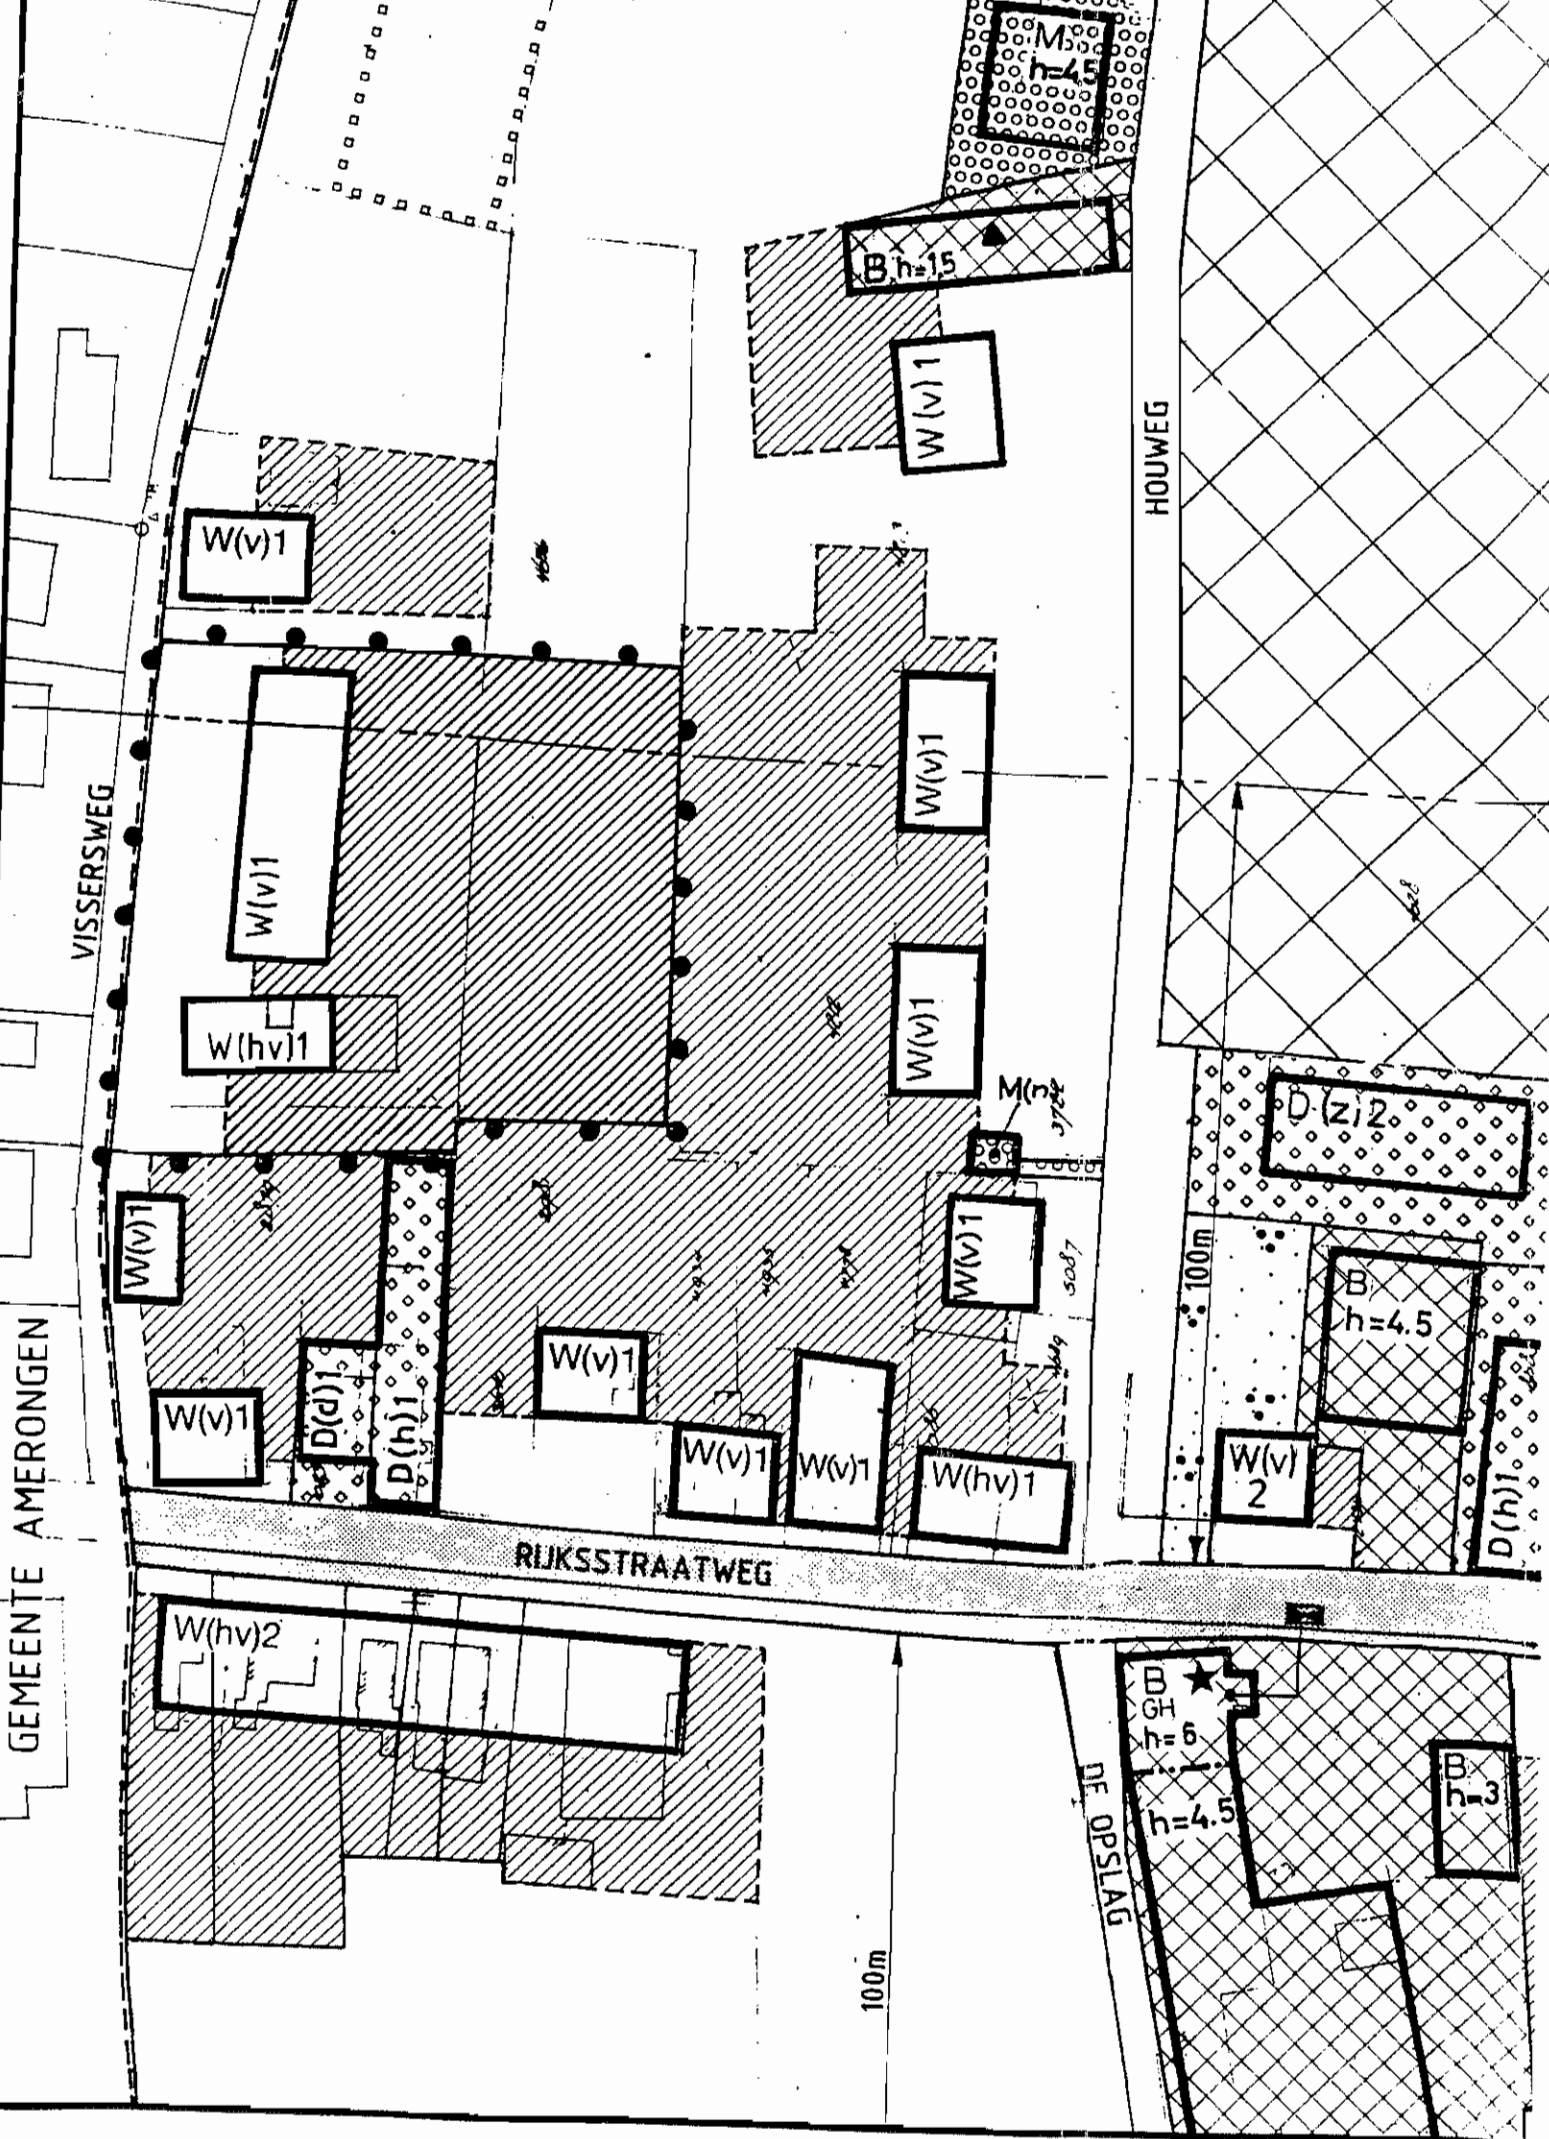 M
h=4.5
B h=15
W(v)1
HOUWEG
W(v)1
W(v)1
W(v)1
VISSERSWEG
W(v)1
W(hv)1
M(n
3784
D(z)2
W(v)1
W(v)1
5087
100m
B
h=4.5
GEMEENTE AMERONGEN
W(v)1
D(d)1
D(h)1
W(v)1
W(v)1
W(v)1
W(hv)1
W(v)
2
D(h)1
RIJKSSTRAATWEG
W(hv)2
B
GH
h=6
h=4.5
B
h=3
DE OPSLAG
100m